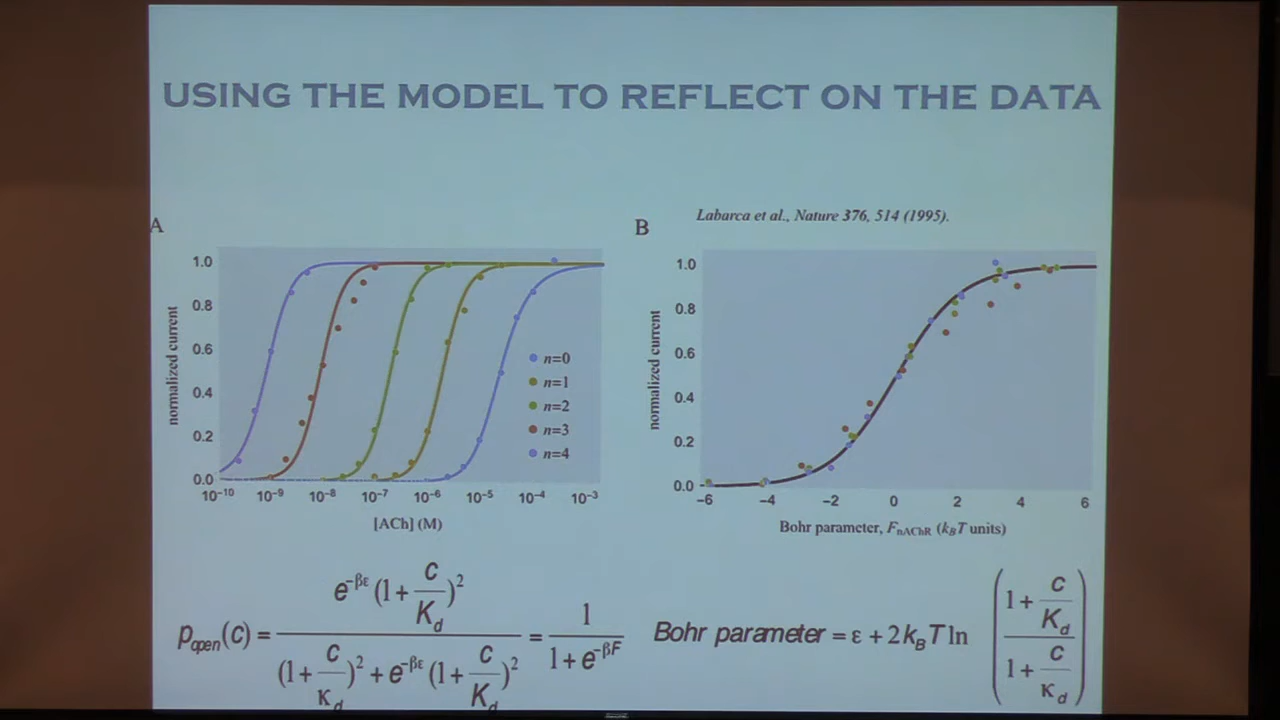 USING THE MODEL TO REFLECT ON THE DATA
Labarca et al., Nature 376, 514 (1995).
A
B
normalized current
1.0
0.8
0.6
0.4
0.2
0.0
n=0
n=1
n=2
n=3
n=4
10⁻¹⁰ 10⁻⁹ 10⁻⁸ 10⁻⁷ 10⁻⁶ 10⁻⁵ 10⁻⁴ 10⁻³
[ACh] (M)
normalized current
1.0
0.8
0.6
0.4
0.2
0.0
−6 −4 −2 0 2 4 6
Bohr parameter, F_nAChR (k_BT units)
p_open(c) = e^−βε (1 + c/K_d)² / ((1 + c/κ_d)² + e^−βε (1 + c/K_d)²) = 1 / (1 + e^−βF)
Bohr parameter = ε + 2k_BT ln ((1 + c/K_d) / (1 + c/κ_d))